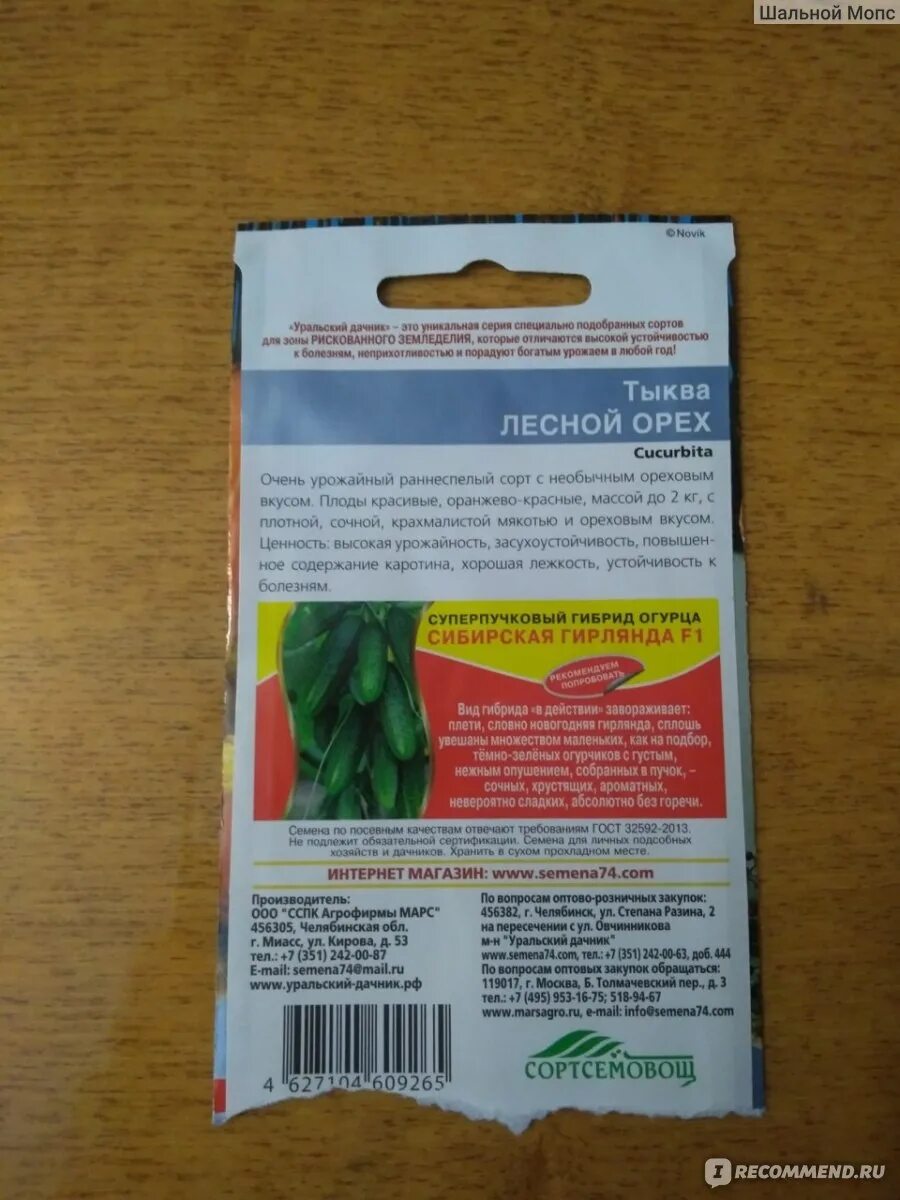 Шальной Мопс
© Novik
«Уральский дачник» – это уникальная серия специально подобранных сортов
для зоны РИСКОВАННОГО ЗЕМЛЕДЕЛИЯ, которые отличаются высокой устойчивостью
к болезням, неприхотливостью и порадуют богатым урожаем в любой год!
Тыква
ЛЕСНОЙ ОРЕХ
Cucurbita
Очень урожайный раннеспелый сорт с необычным ореховым
вкусом. Плоды красивые, оранжево-красные, массой до 2 кг, с
плотной, сочной, крахмалистой мякотью и ореховым вкусом.
Ценность: высокая урожайность, засухоустойчивость, повышен-
ное содержание каротина, хорошая лежкость, устойчивость к
болезням.
СУПЕРПУЧКОВЫЙ ГИБРИД ОГУРЦА
СИБИРСКАЯ ГИРЛЯНДА F1
РЕКОМЕНДУЕМ
ПОПРОБОВАТЬ
Вид гибрида «в действии» завораживает:
плети, словно новогодняя гирлянда, сплошь
увешаны множеством маленьких, как на подбор,
тёмно-зелёных огурчиков с густым,
нежным опушением, собранных в пучок, –
сочных, хрустящих, ароматных,
невероятно сладких, абсолютно без горечи.
Семена по посевным качествам отвечают требованиям ГОСТ 32592-2013.
Не подлежит обязательной сертификации. Семена для личных подсобных
хозяйств и дачников. Хранить в сухом прохладном месте.
ИНТЕРНЕТ МАГАЗИН: www.semena74.com
Производитель:
ООО "ССПК Агрофирмы МАРС"
456305, Челябинская обл.
г. Миасс, ул. Кирова, д. 53
тел.: +7 (351) 242-00-87
E-mail: semena74@mail.ru
www.уральский-дачник.рф
По вопросам оптово-розничных закупок:
456382, г. Челябинск, ул. Степана Разина, 2
на пересечении с ул. Овчинникова
м-н "Уральский дачник"
www.semena74.com, тел.: +7 (351) 242-00-63, доб. 444
По вопросам оптовых закупок обращаться:
119017, г. Москва, Б. Толмачевский пер., д. 3
тел.: +7 (495) 953-16-75; 518-94-67
www.marsagro.ru, e-mail: info@semena74.com
4 627104 609265
СОРТСЕМОВОЩ
IRECOMMEND.RU